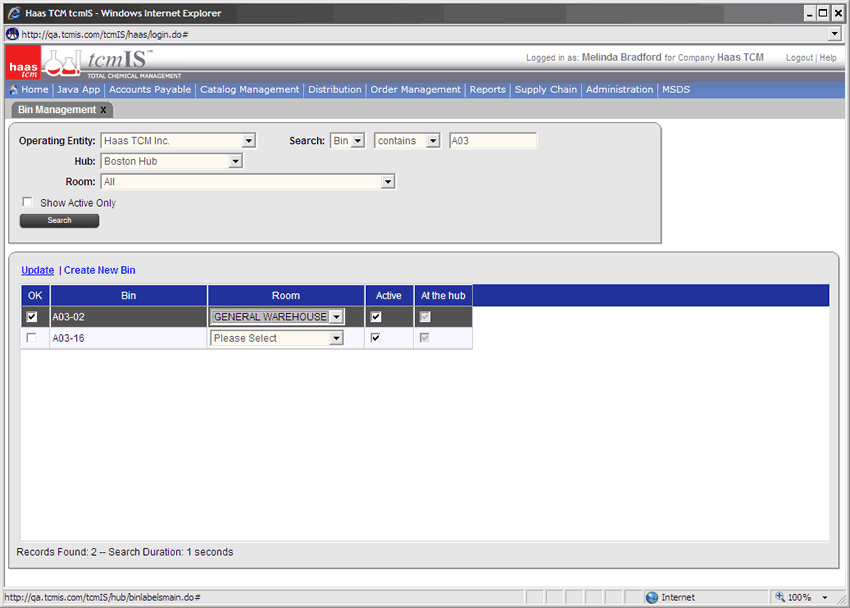 Haas TCM tcmIS - Windows Internet Explorer
http://qa.tcmis.com/tcmIS/haas/login.do#
haas tcm
tcmIS™
TOTAL CHEMICAL MANAGEMENT
Logged in as: Melinda Bradford for Company Haas TCM Logout | Help
Home | Java App | Accounts Payable | Catalog Management | Distribution | Order Management | Reports | Supply Chain | Administration | MSDS
Bin Management X
Operating Entity: Haas TCM Inc. Search: Bin contains A03
Hub: Boston Hub
Room: All
Show Active Only
Search
Update | Create New Bin
OK Bin Room Active At the hub
A03-02 GENERAL WAREHOUSE
A03-16 Please Select
Records Found: 2 -- Search Duration: 1 seconds
http://qa.tcmis.com/tcmIS/hub/binlabelsmain.do# Internet 100%